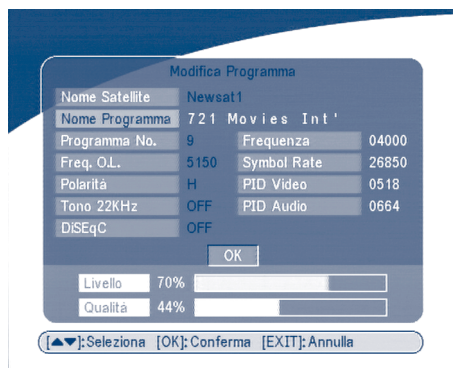 Modifica Programma
Nome Satellite Newsat1
Nome Programma 721 Movies Int'
Programma No. 9 Frequenza 04000
Freq. O.L. 5150 Symbol Rate 26850
Polaritá H PID Video 0518
Tono 22KHz OFF PID Audio 0664
DiSEqC OFF
OK
Livello 70%
Qualitá 44%
[▲▼]:Seleziona [OK]:Conferma [EXIT]:Annulla